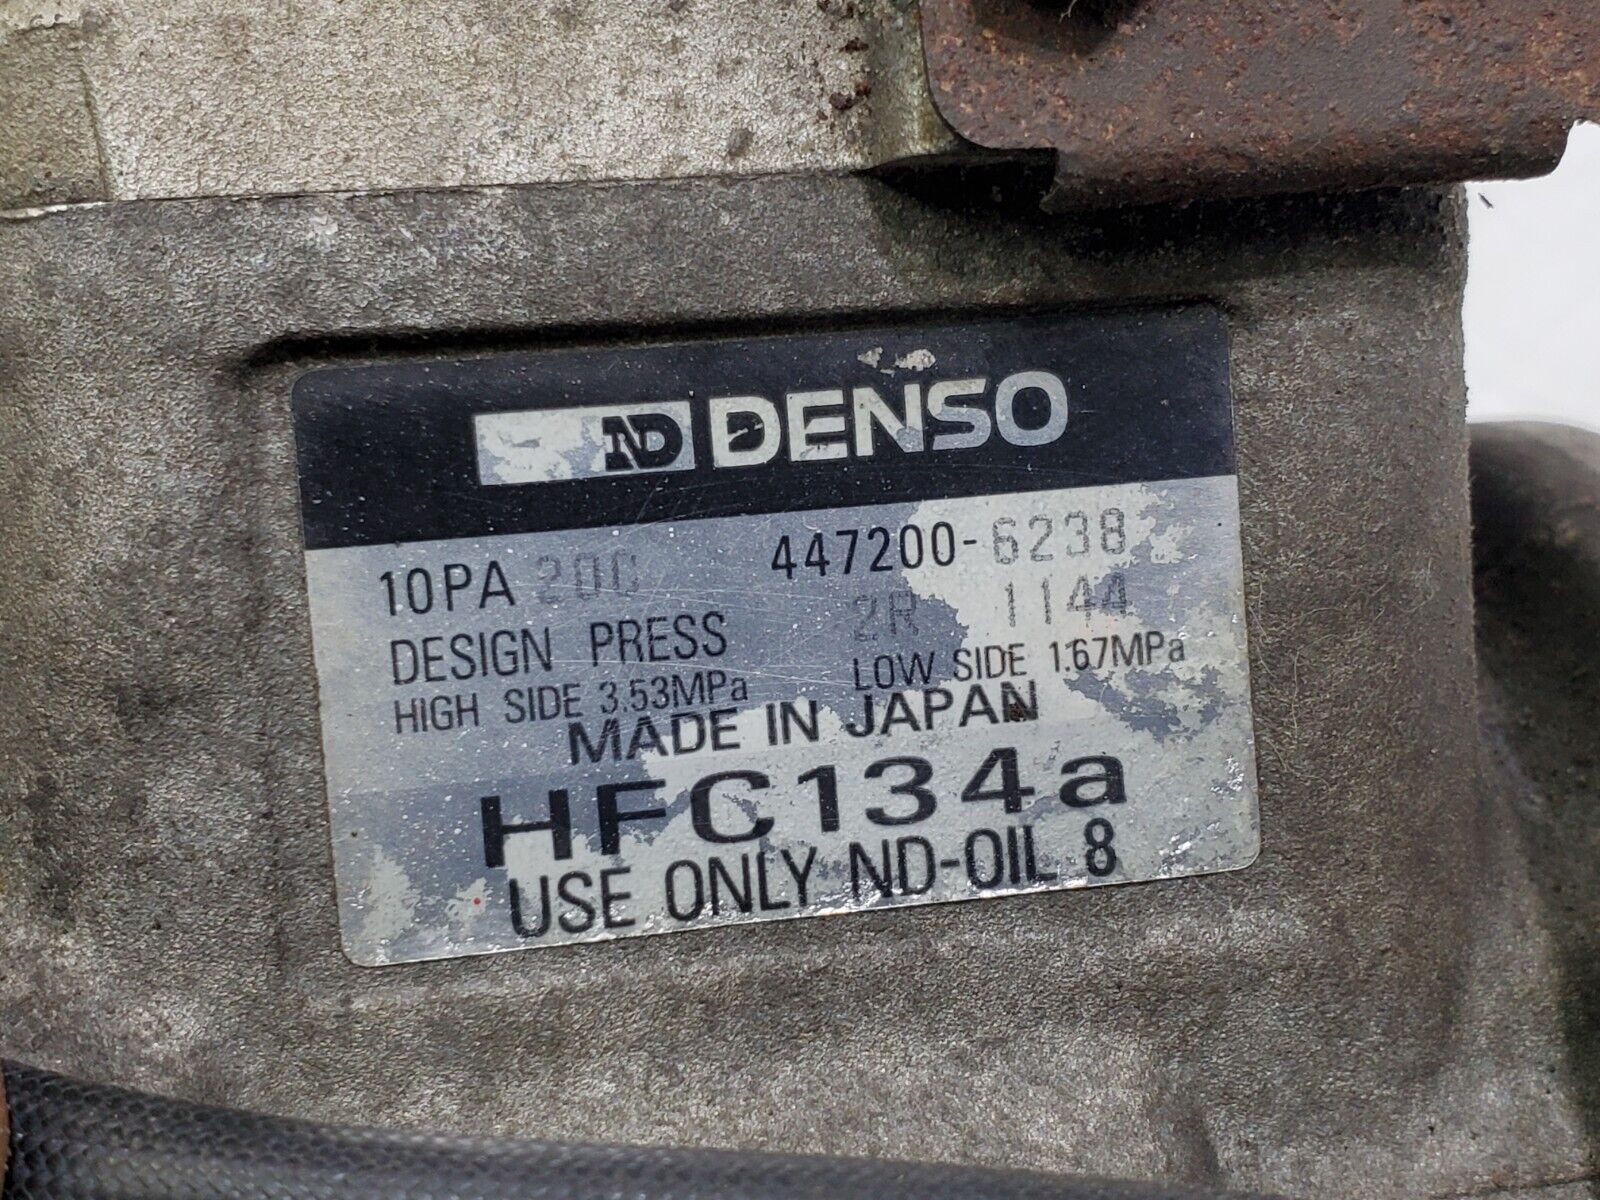 ND DENSO
10PA 20C 447200-6238
2R 1144
DESIGN PRESS
HIGH SIDE 3.53MPa LOW SIDE 1.67MPa
MADE IN JAPAN
HFC134a
USE ONLY ND-OIL 8